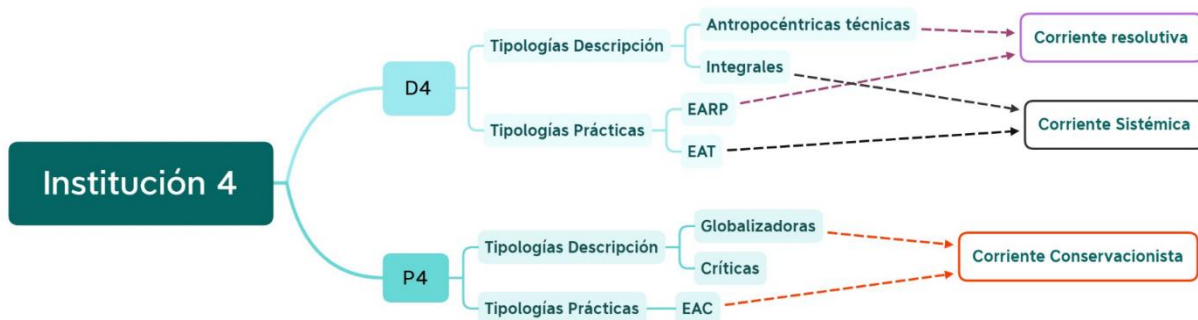 Institución 4
D4
Tipologías Descripción
Antropocéntricas técnicas
Integrales
Tipologías Prácticas
EARP
EAT
Corriente resolutiva
Corriente Sistémica
P4
Tipologías Descripción
Globalizadoras
Críticas
Tipologías Prácticas
EAC
Corriente Conservacionista